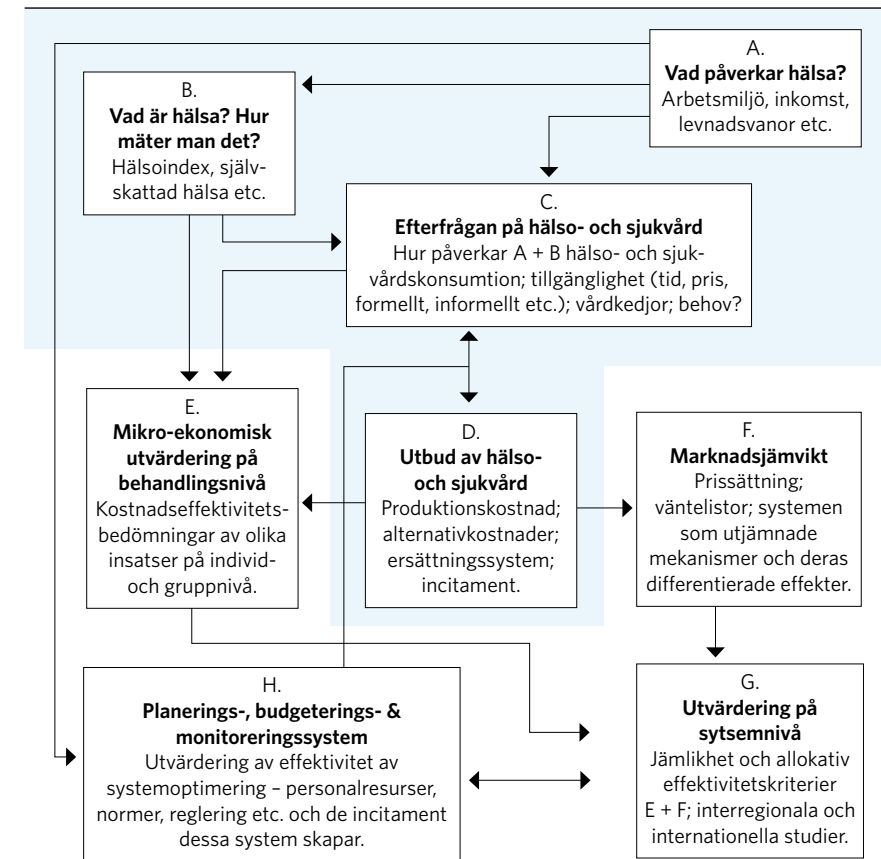 A.
Vad påverkar hälsa?
Arbetsmiljö, inkomst,
levnadsvanor etc.
B.
Vad är hälsa? Hur
mäter man det?
Hälsoindex, själv-
skattad hälsa etc.
C.
Efterfrågan på hälso- och sjukvård
Hur påverkar A + B hälso- och sjuk-
vårdskonsumtion; tillgänglighet (tid, pris,
formellt, informellt etc.); vårdkedjor; behov?
E.
Mikro-ekonomisk
utvärdering på
behandlingsnivå
Kostnadseffektivitets-
bedömningar av olika
insatser på individ-
och gruppnivå.
D.
Utbud av hälso-
och sjukvård
Produktionskostnad;
alternativkostnader;
ersättningssystem;
incitament.
F.
Marknadsjämvikt
Prissättning;
väntelistor; systemen
som utjämnade
mekanismer och deras
differentierade effekter.
H.
Planerings-, budgeterings- &
monitoreringssystem
Utvärdering av effektivitet av
systemoptimering – personalresurser,
normer, reglering etc. och de incitament
dessa system skapar.
G.
Utvärdering på
sytsemnivå
Jämlikhet och allokativ
effektivitetskriterier
E + F; interregionala och
internationella studier.